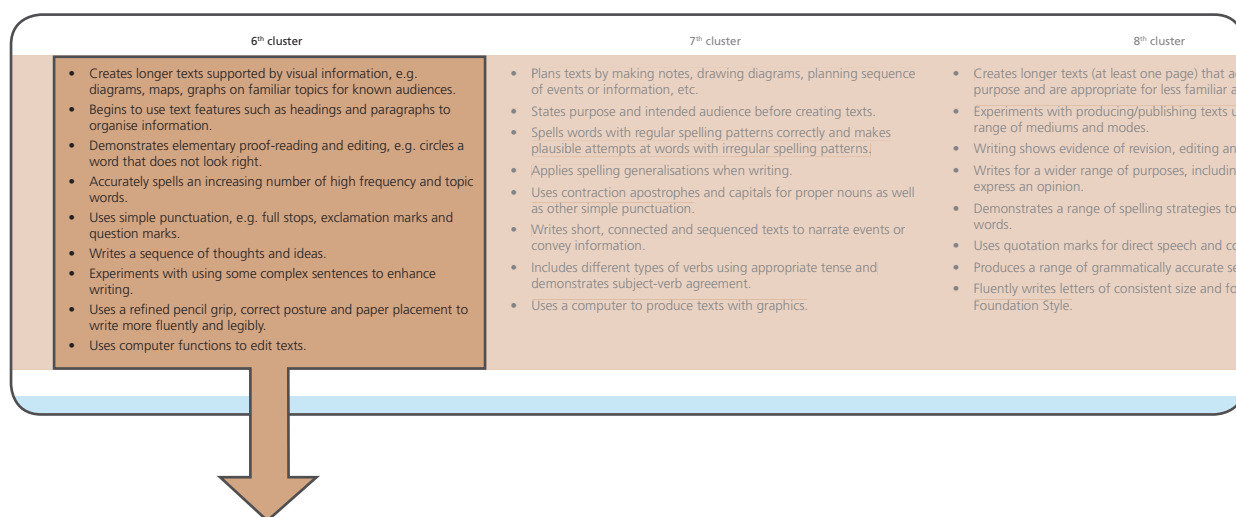 6th cluster
• Creates longer texts supported by visual information, e.g.
diagrams, maps, graphs on familiar topics for known audiences.
• Begins to use text features such as headings and paragraphs to
organise information.
• Demonstrates elementary proof-reading and editing, e.g. circles a
word that does not look right.
• Accurately spells an increasing number of high frequency and topic
words.
• Uses simple punctuation, e.g. full stops, exclamation marks and
question marks.
• Writes a sequence of thoughts and ideas.
• Experiments with using some complex sentences to enhance
writing.
• Uses a refined pencil grip, correct posture and paper placement to
write more fluently and legibly.
• Uses computer functions to edit texts.
7th cluster
• Plans texts by making notes, drawing diagrams, planning sequence
of events or information, etc.
• States purpose and intended audience before creating texts.
• Spells words with regular spelling patterns correctly and makes
plausible attempts at words with irregular spelling patterns.
• Applies spelling generalisations when writing.
• Uses contraction apostrophes and capitals for proper nouns as well
as other simple punctuation.
• Writes short, connected and sequenced texts to narrate events or
convey information.
• Includes different types of verbs using appropriate tense and
demonstrates subject-verb agreement.
• Uses a computer to produce texts with graphics.
8th cluster
• Creates longer texts (at least one page) that
purpose and are appropriate for less familiar
• Experiments with producing/publishing texts
range of mediums and modes.
• Writing shows evidence of revision, editing
• Writes for a wider range of purposes,
express an opinion.
• Demonstrates a range of spelling strategies to
words.
• Uses quotation marks for direct speech and
• Produces a range of grammatically accurate
• Fluently writes letters of consistent size and
Foundation Style.